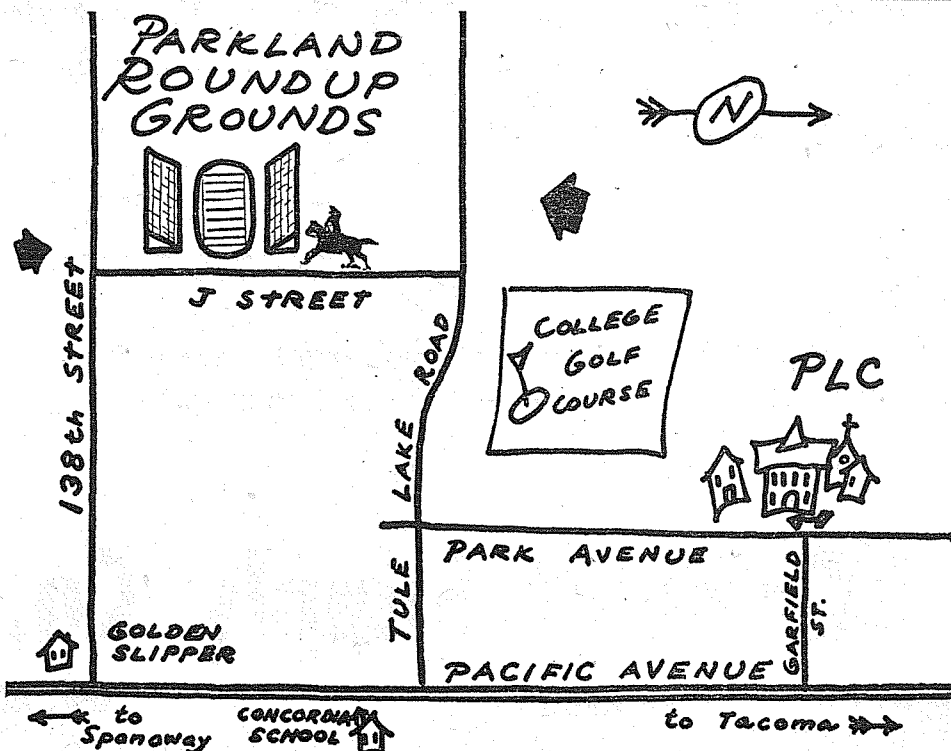 PARKLAND
ROUNDUP
GROUNDS
N
J STREET
138th STREET
TULE LAKE ROAD
COLLEGE
GOLF
COURSE
PLC
PARK AVENUE
GARFIELD
ST.
GOLDEN
SLIPPER
PACIFIC AVENUE
to
Spanaway
CONCORDIA
SCHOOL
to Tacoma